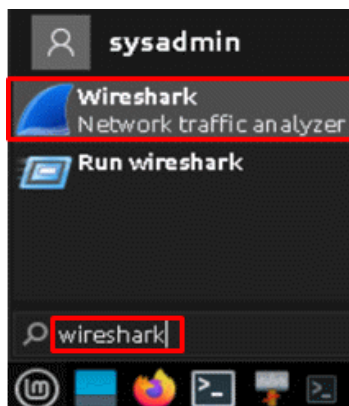 sysadmin
Wireshark
Network traffic analyzer
Run wireshark
wireshark